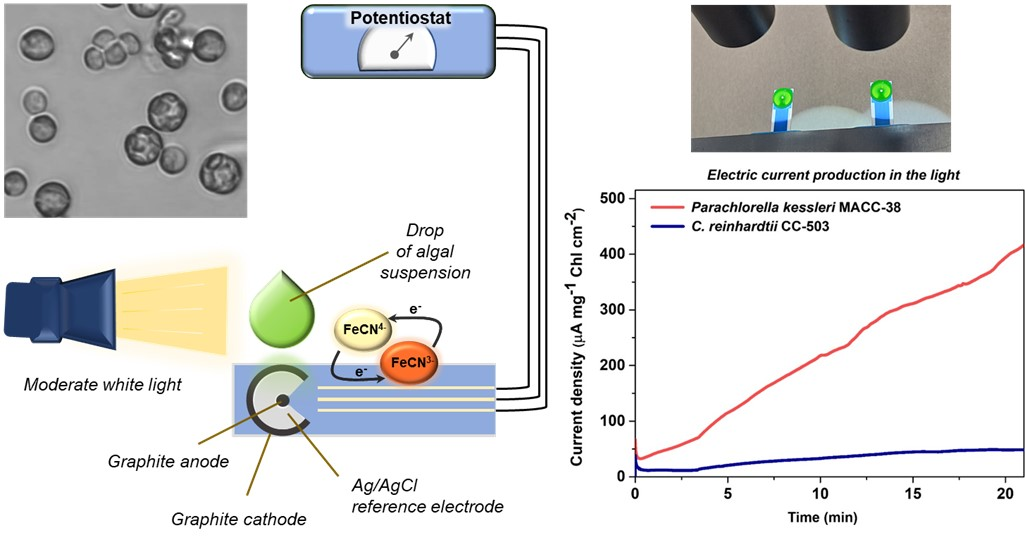 Potentiostat
Drop
of algal
suspension
e-
FeCN4-
FeCN3-
e-
Moderate white light
Graphite anode
Graphite cathode
Ag/AgCl
reference electrode
Electric current production in the light
Parachlorella kessleri MACC-38
C. reinhardtii CC-503
Current density (µA mg-1 Chl cm-2)
500
400
300
200
100
0
0 5 10 15 20
Time (min)